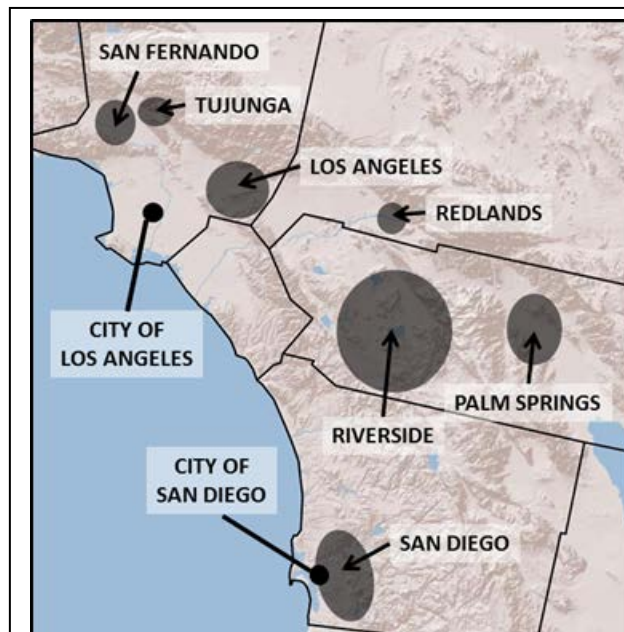 SAN FERNANDO
TUJUNGA
LOS ANGELES
REDLANDS
CITY OF
LOS ANGELES
PALM SPRINGS
RIVERSIDE
CITY OF
SAN DIEGO
SAN DIEGO